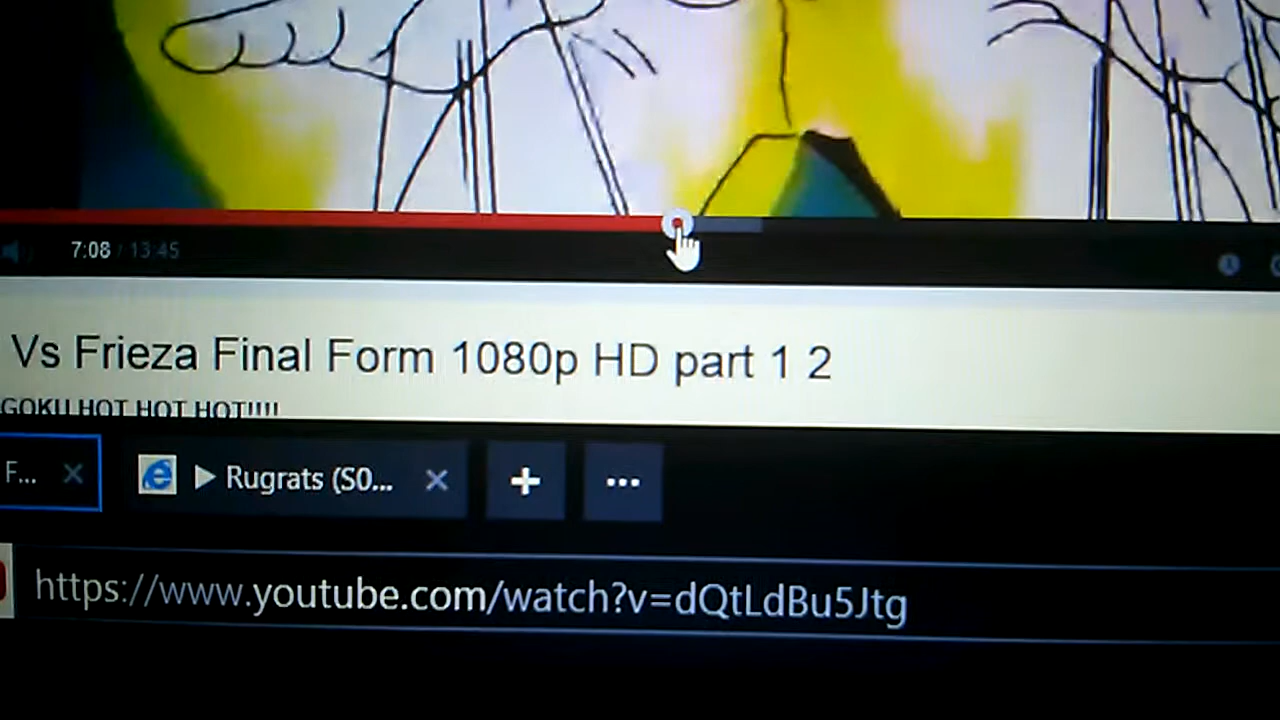 7:08 / 13:45
Vs Frieza Final Form 1080p HD part 1 2
GOKU HOT HOT HOT!!!!
F...
Rugrats (S0...
https://www.youtube.com/watch?v=dQtLdBu5Jtg